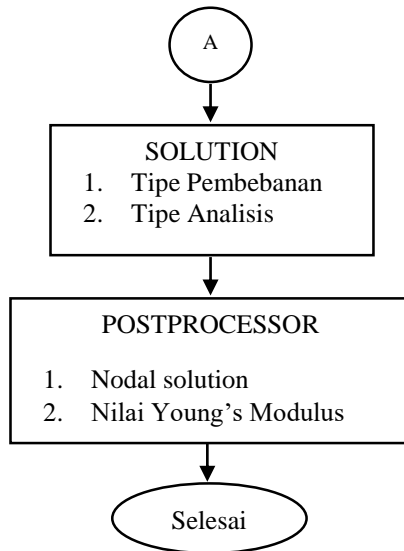 A
SOLUTION
1. Tipe Pembebanan
2. Tipe Analisis
POSTPROCESSOR
1. Nodal solution
2. Nilai Young’s Modulus
Selesai